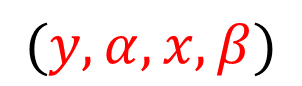 (y, α, x, β)